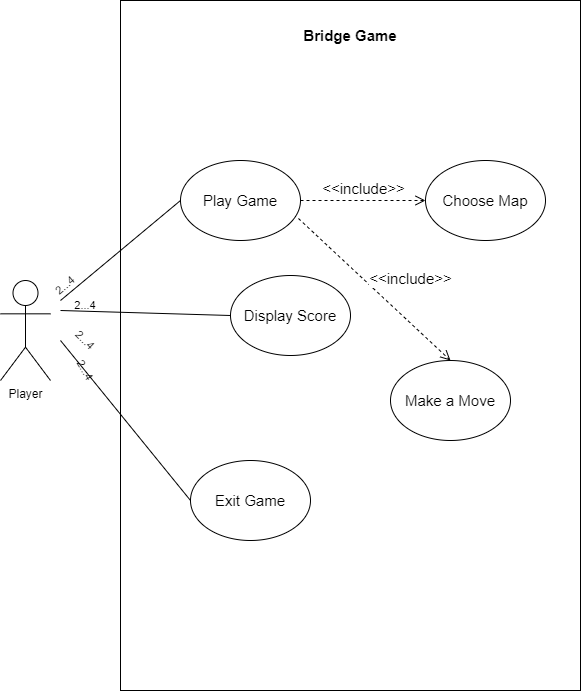 Bridge Game
Play Game
<<include>>
Choose Map
2...4
<<include>>
2...4
Display Score
2...4
2...4
Player
Make a Move
Exit Game